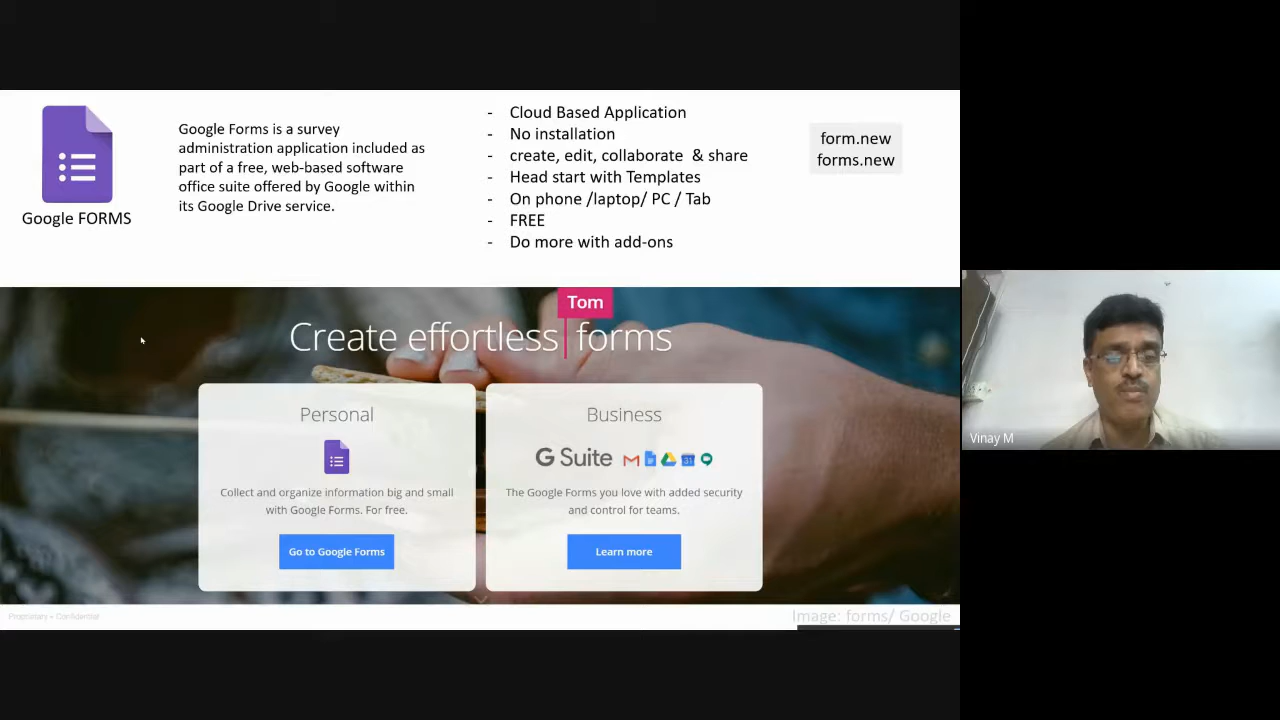 Google FORMS
Google Forms is a survey
administration application included as
part of a free, web-based software
office suite offered by Google within
its Google Drive service.
- Cloud Based Application
- No installation
- create, edit, collaborate & share
- Head start with Templates
- On phone /laptop/ PC / Tab
- FREE
- Do more with add-ons
form.new
forms.new
Tom
Create effortless forms
Personal
Collect and organize information big and small
with Google Forms. For free.
Go to Google Forms
Business
G Suite
31
The Google Forms you love with added security
and control for teams.
Learn more
Proprietary + Confidential
Image: forms/ Google
Vinay M